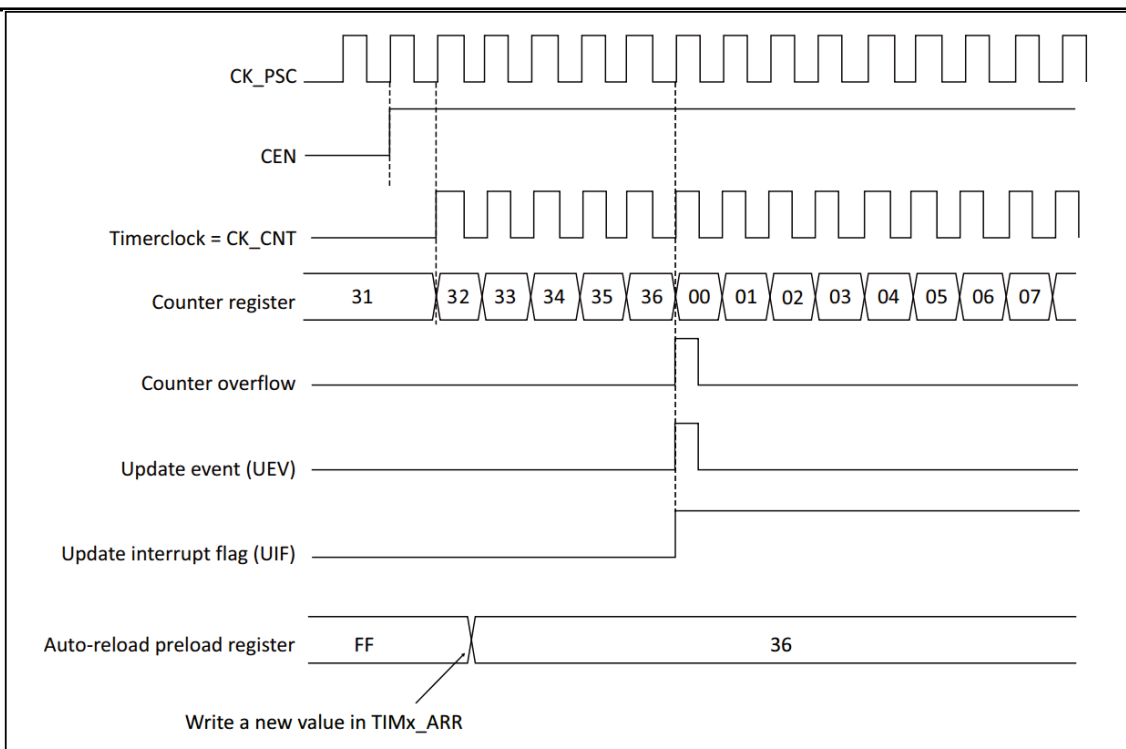 CK_PSC
CEN
Timerclock = CK_CNT
Counter register 31 32 33 34 35 36 00 01 02 03 04 05 06 07
Counter overflow
Update event (UEV)
Update interrupt flag (UIF)
Auto-reload preload register FF 36
Write a new value in TIMx_ARR